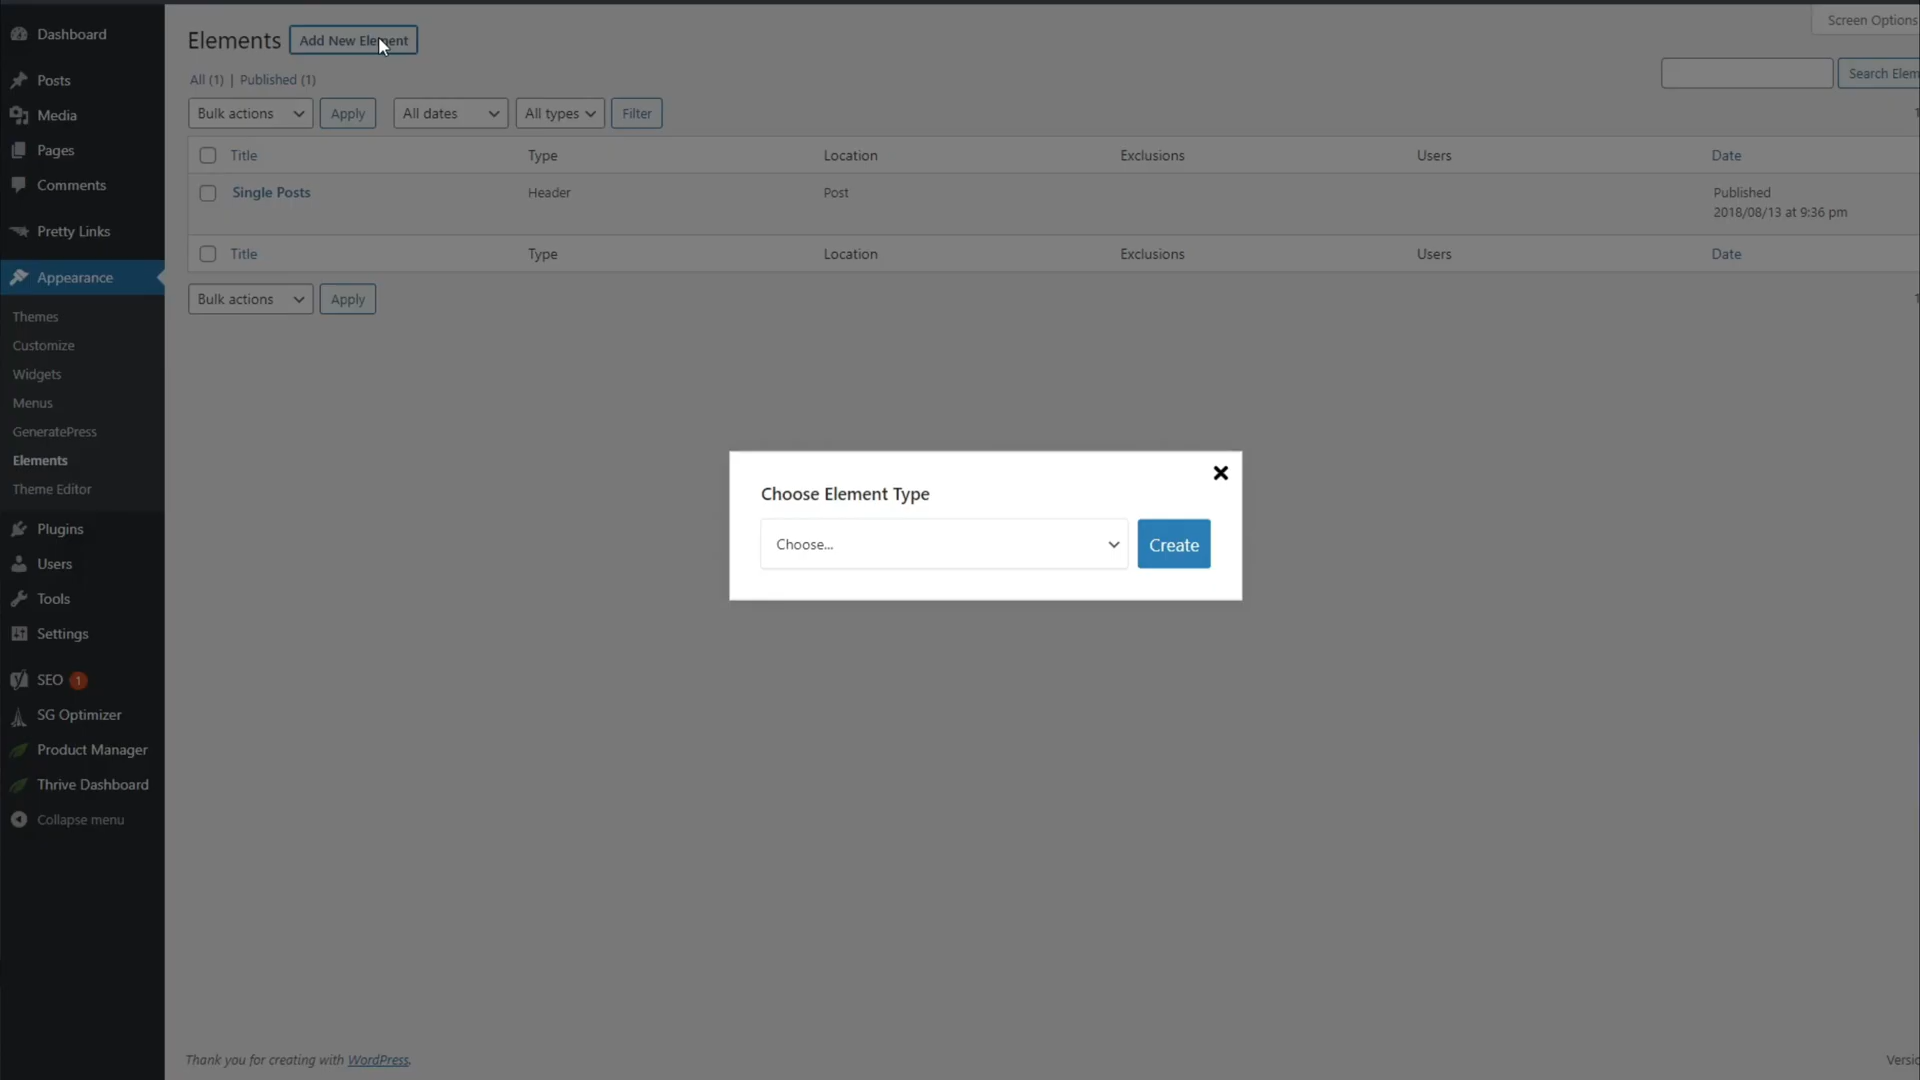 Dashboard
Posts
Media
Pages
Comments
Pretty Links
Appearance
Themes
Customize
Widgets
Menus
GeneratePress
Elements
Theme Editor
Plugins
Users
Tools
Settings
SEO 1
SG Optimizer
Product Manager
Thrive Dashboard
Collapse menu
Screen Options
Elements Add New Element
All (1) | Published (1)
Search Elem
Bulk actions Apply All dates All types Filter
Title Type Location Exclusions Users Date
Single Posts Header Post Published
2018/08/13 at 9:36 pm
Title Type Location Exclusions Users Date
Bulk actions Apply
Choose Element Type
Choose... Create
Thank you for creating with WordPress. Versio